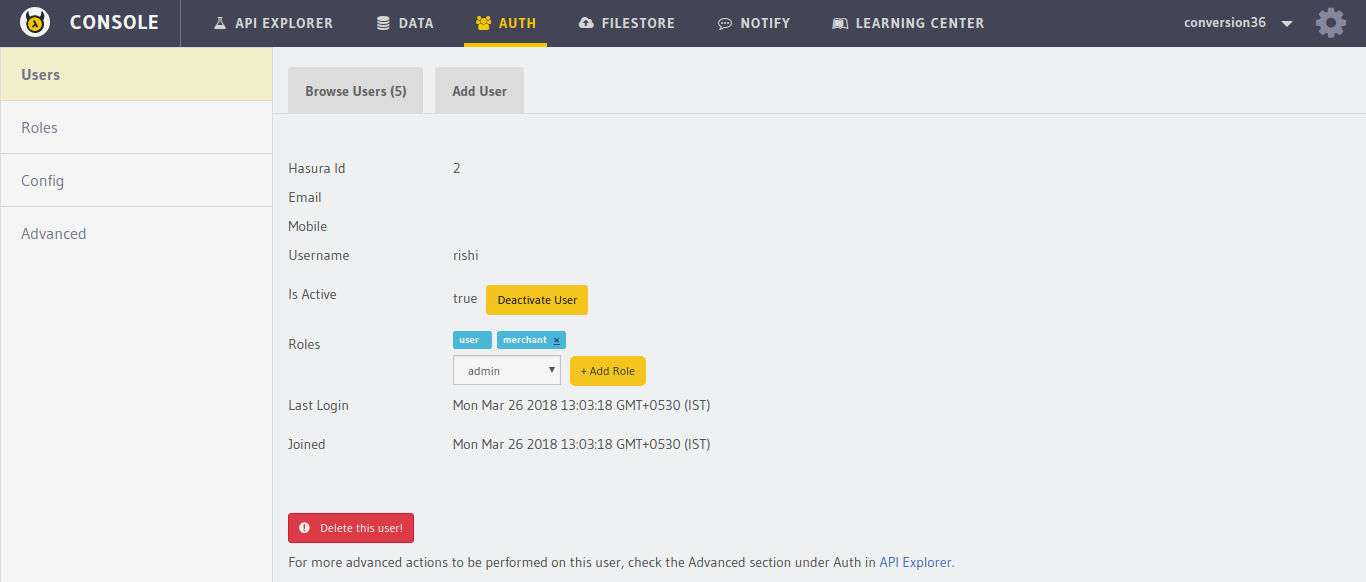 CONSOLE API EXPLORER DATA AUTH FILESTORE NOTIFY LEARNING CENTER conversion36
Users
Roles
Config
Advanced
Browse Users (5) Add User
Hasura Id 2
Email
Mobile
Username rishi
Is Active true Deactivate User
Roles user merchant x
admin + Add Role
Last Login Mon Mar 26 2018 13:03:18 GMT+0530 (IST)
Joined Mon Mar 26 2018 13:03:18 GMT+0530 (IST)
Delete this user!
For more advanced actions to be performed on this user, check the Advanced section under Auth in API Explorer.